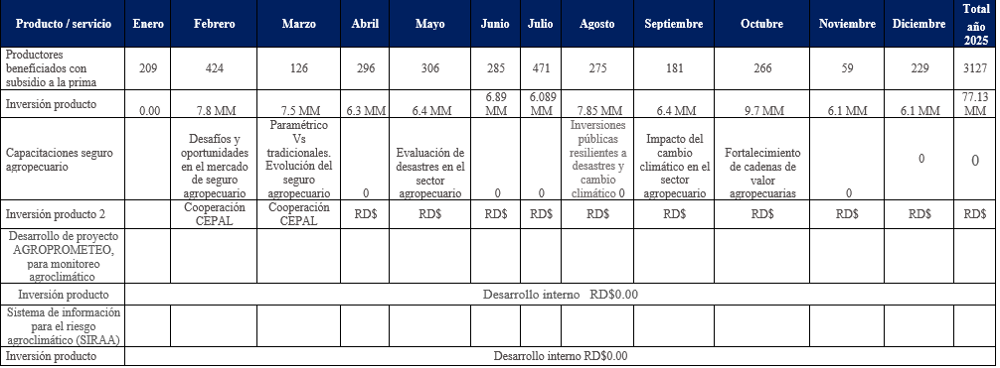 Producto / servicio Enero Febrero Marzo Abril Mayo Junio Julio Agosto Septiembre Octubre Noviembre Diciembre Total
año
2025
Productores
beneficiados con
subsidio a la prima
209 424 126 296 306 285 471 275 181 266 59 229 3127
Inversión producto 0.00 7.8 MM 7.5 MM 6.3 MM 6.4 MM 6.89
MM 6.089
MM 7.85 MM 6.4 MM 9.7 MM 6.1 MM 6.1 MM 77.13
MM
Capacitaciones seguro
agropecuario
Desafíos y
oportunidades
en el mercado
de seguro
agropecuario
Paramétrico
Vs
tradicionales.
Evolución del
seguro
agropecuario
0
Evaluación de
desastres en el
sector
agropecuario
0
0
Inversiones
públicas
resilientes a
desastres y
cambio
climático 0
Impacto del
cambio
climático en el
sector
agropecuario
Fortalecimiento
de cadenas de
valor
agropecuarias
0
0
0
Inversión producto 2 Cooperación
CEPAL Cooperación
CEPAL RD$ RD$ RD$ RD$ RD$ RD$ RD$ RD$ RD$ RD$
Desarrollo de proyecto
AGROPROMETEO,
para monitoreo
agroclimático
Inversión producto Desarrollo interno RD$0.00
Sistema de información
para el riesgo
agroclimático (SIRAA)
Inversión producto Desarrollo interno RD$0.00